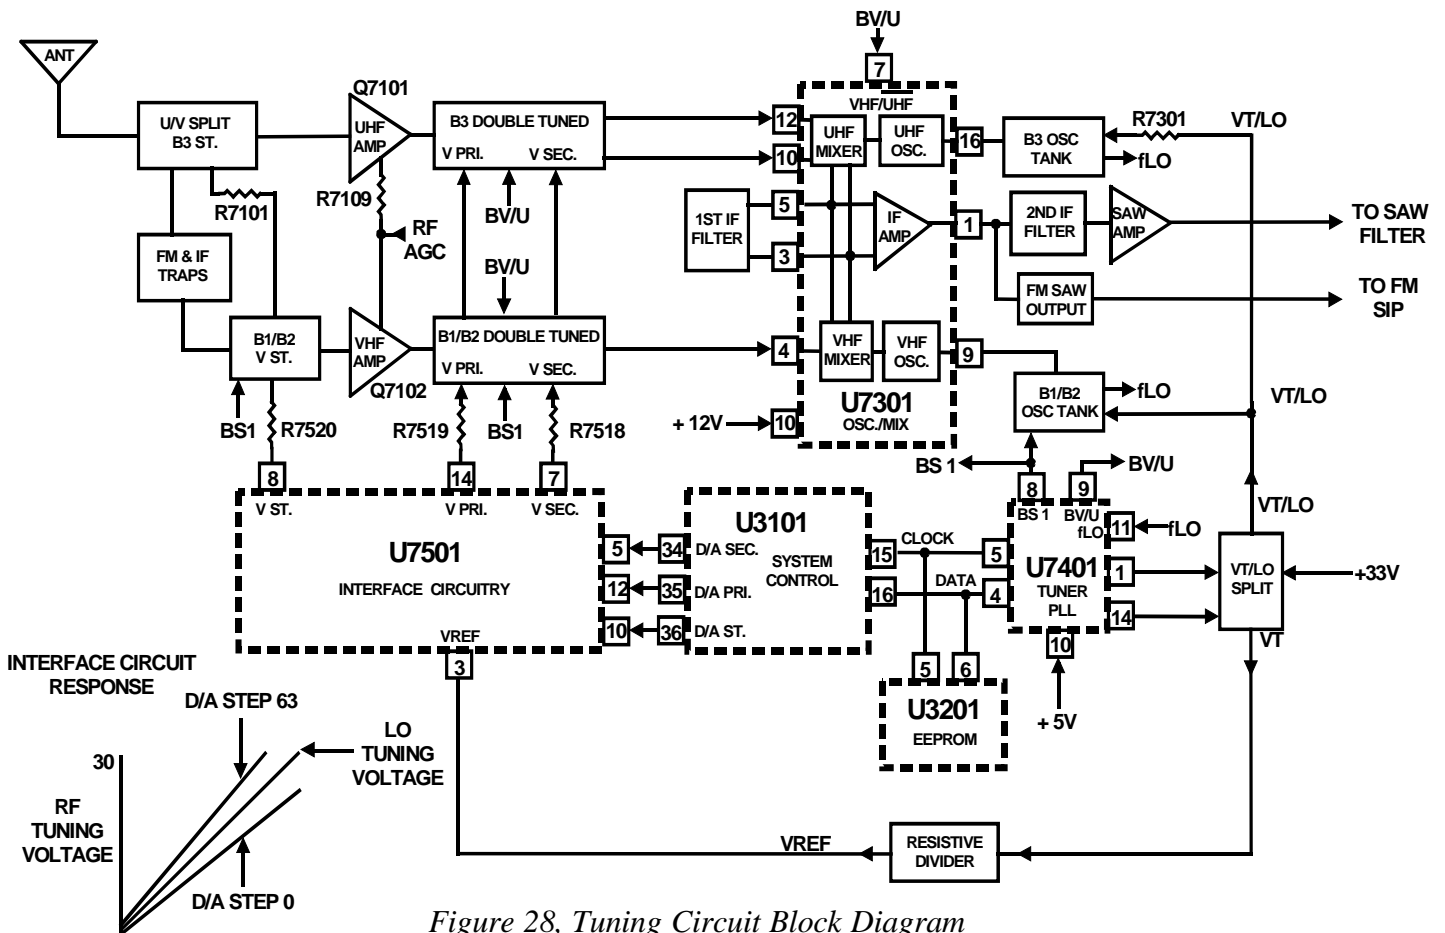 BV/U
7
ANT
Q7101
U/V SPLIT
B3 ST.
UHF
AMP
B3 DOUBLE TUNED
V PRI.
V SEC.
12
10
VHF/UHF
UHF
MIXER
UHF
OSC.
16
B3 OSC
TANK
R7301
VT/LO
fLO
R7101
R7109
RF
AGC
BV/U
BV/U
FM & IF
TRAPS
1ST IF
FILTER
5
3
IF
AMP
1
2ND IF
FILTER
SAW
AMP
TO SAW
FILTER
FM SAW
OUTPUT
TO FM
SIP
B1/B2
V ST.
VHF
AMP
Q7102
B1/B2 DOUBLE TUNED
V PRI.
V SEC.
4
VHF
MIXER
VHF
OSC.
9
B1/B2
OSC TANK
fLO
VT/LO
U7301
OSC./MIX
+ 12V
10
BS1
R7520
R7519
BS1
R7518
BS 1
BV/U
8
14
7
8
9
V ST.
V PRI.
V SEC.
U7501
INTERFACE CIRCUITRY
VREF
3
5
12
10
34
35
36
D/A SEC.
D/A PRI.
D/A ST.
U3101
SYSTEM
CONTROL
15
16
CLOCK
DATA
5
4
BS 1
BV/U
fLO
U7401
TUNER
PLL
11
fLO
1
14
10
+ 5V
VT/LO
VT/LO
SPLIT
+33V
VT
5
6
U3201
EEPROM
INTERFACE CIRCUIT
RESPONSE
D/A STEP 63
LO
TUNING
VOLTAGE
30
RF
TUNING
VOLTAGE
D/A STEP 0
VREF
RESISTIVE
DIVIDER
Figure 28, Tuning Circuit Block Diagram